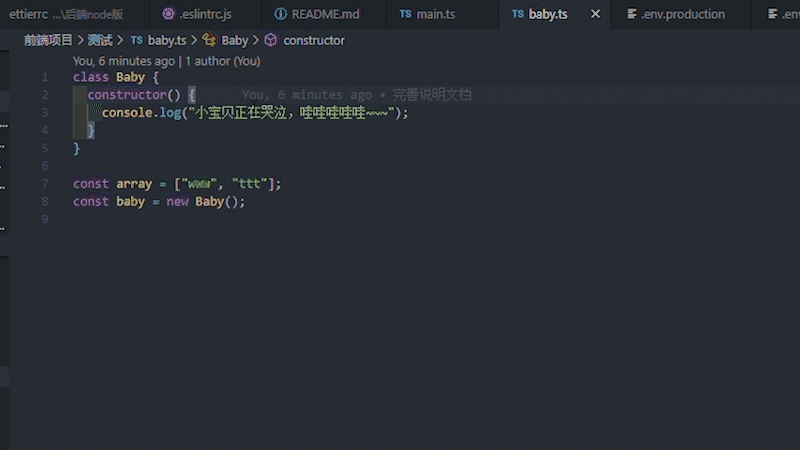 ettierrc ...\后端node版 .eslintrc.js README.md TS main.ts TS baby.ts × .env.production .env
前端项目 > 测试 > TS baby.ts > Baby > constructor
You, 6 minutes ago | 1 author (You)
1 class Baby {
2 constructor() { You, 6 minutes ago • 完善说明文档
3 console.log("小宝贝正在哭泣，哇哇哇哇哇~~~");
4 }
5 }
6
7 const array = ["www", "ttt"];
8 const baby = new Baby();
9